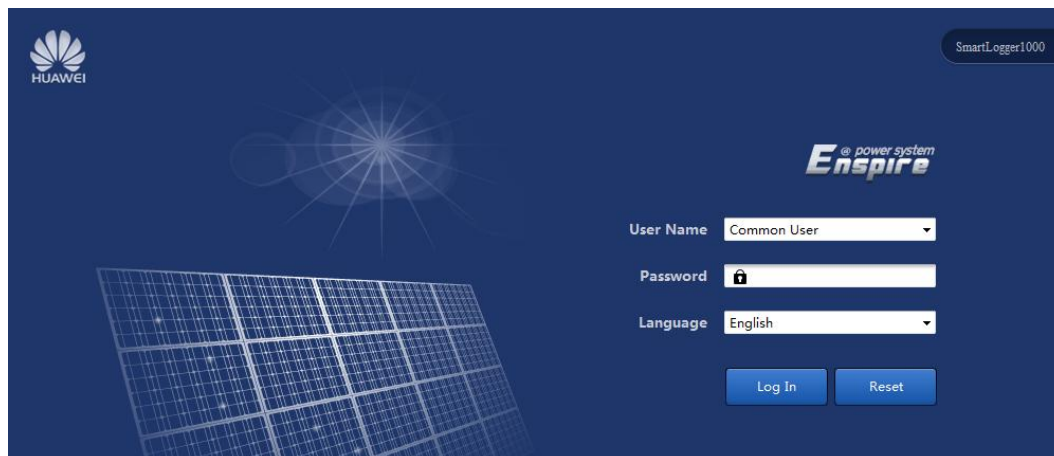 HUAWEI
SmartLogger1000
Enspire @ power system
User Name Common User
Password
Language English
Log In Reset